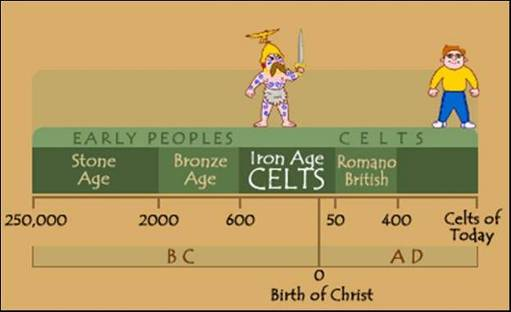 EARLY PEOPLES CELTS
Stone Age
Bronze Age
Iron Age
CELTS
Romano British
250,000 2000 600 50 400 Celts of Today
BC AD
0
Birth of Christ